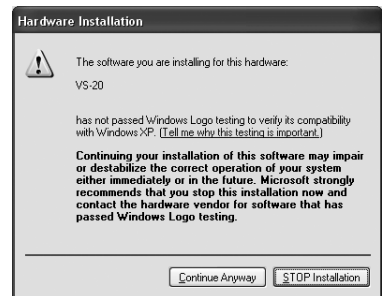 Hardware Installation
The software you are installing for this hardware:
VS-20
has not passed Windows Logo testing to verify its compatibility
with Windows XP. (Tell me why this testing is important.)
Continuing your installation of this software may impair
or destabilize the correct operation of your system
either immediately or in the future. Microsoft strongly
recommends that you stop this installation now and
contact the hardware vendor for software that has
passed Windows Logo testing.
Continue Anyway STOP Installation